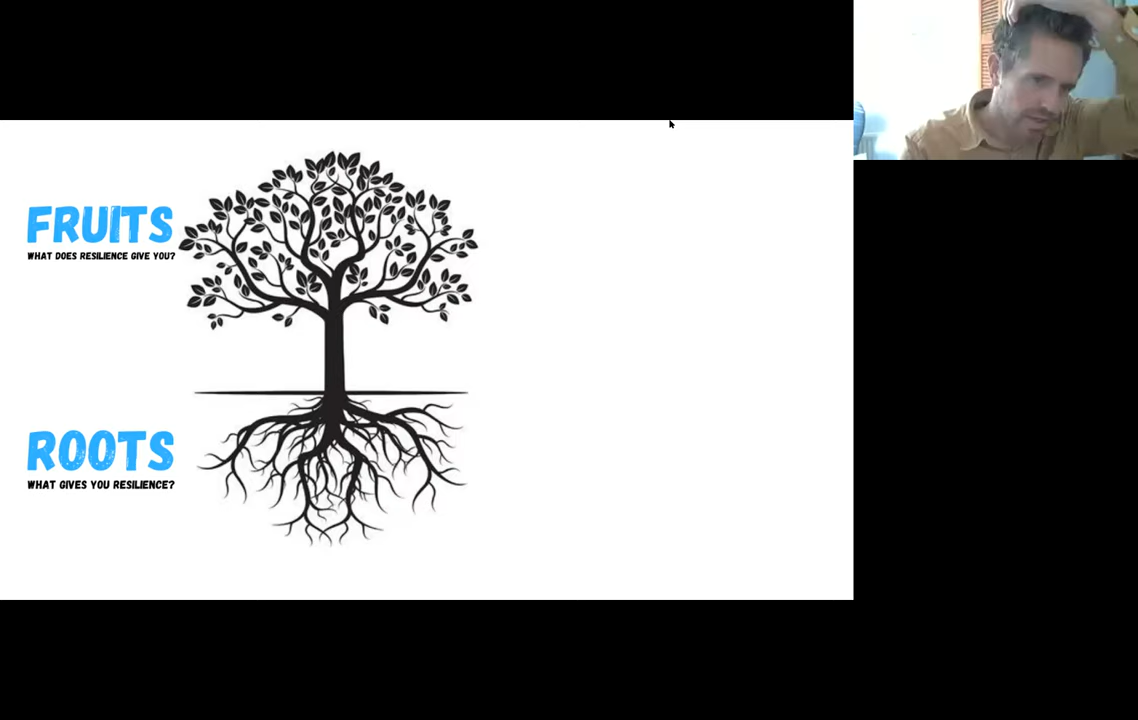 FRUITS
WHAT DOES RESILIENCE GIVE YOU?
ROOTS
WHAT GIVES YOU RESILIENCE?